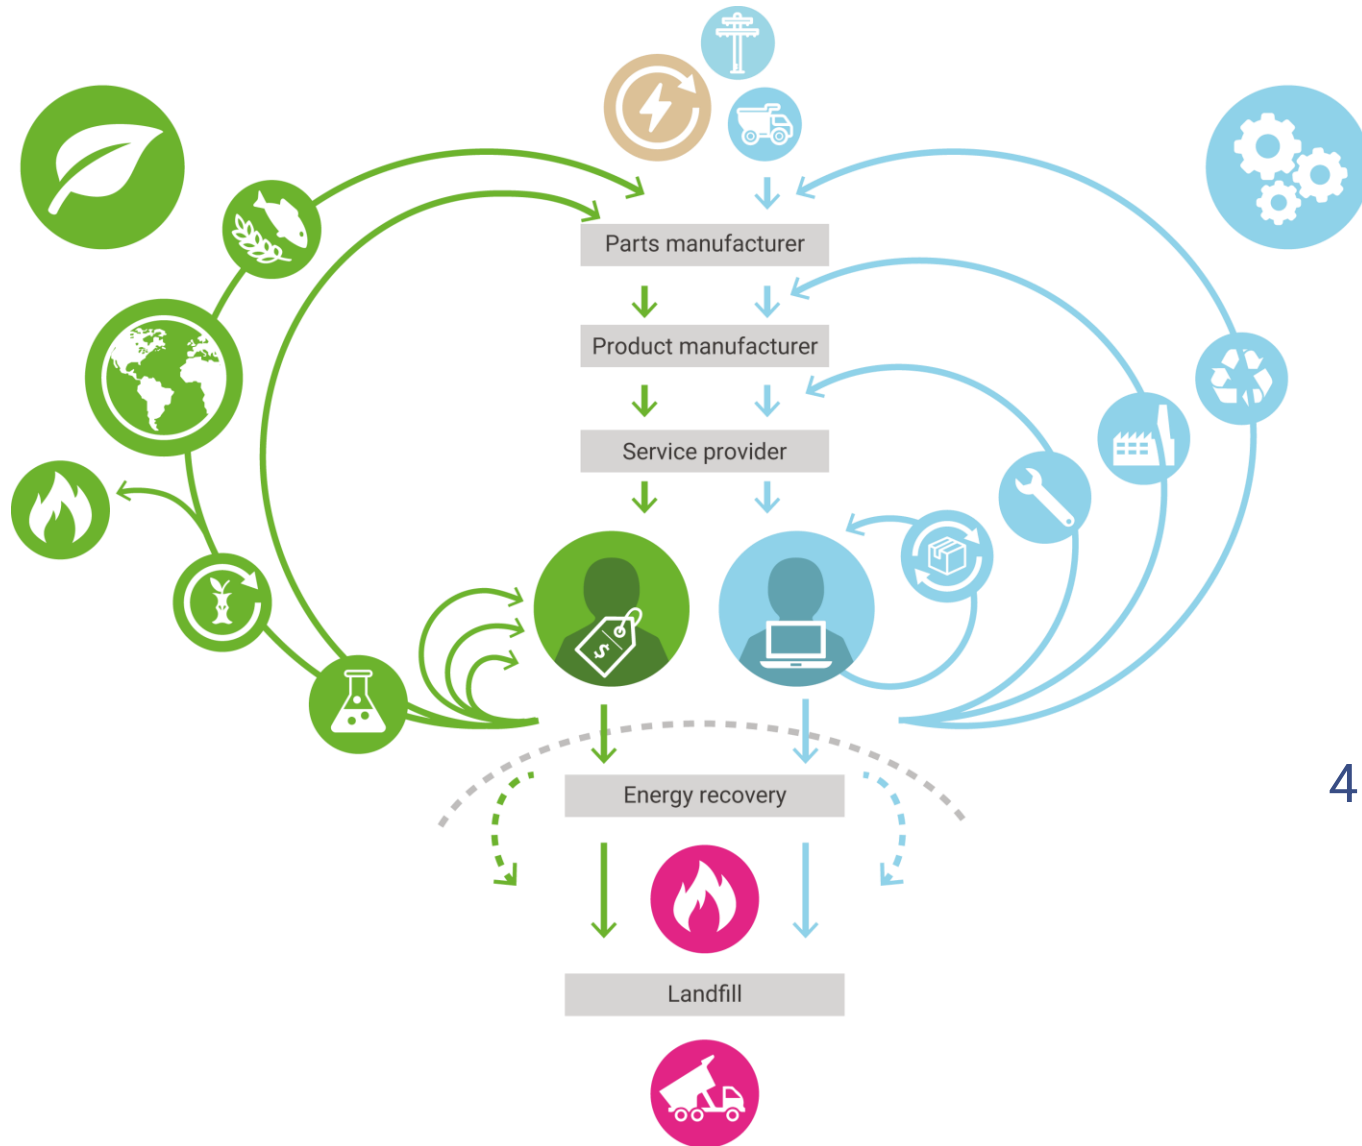 Parts manufacturer
Product manufacturer
Service provider
$
4
Energy recovery
Landfill